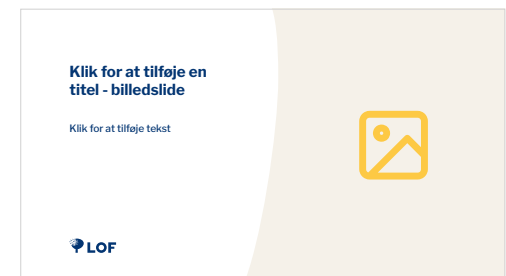 Klik for at tilføje en
titel - billedslide
Klik for at tilføje tekst
LOF